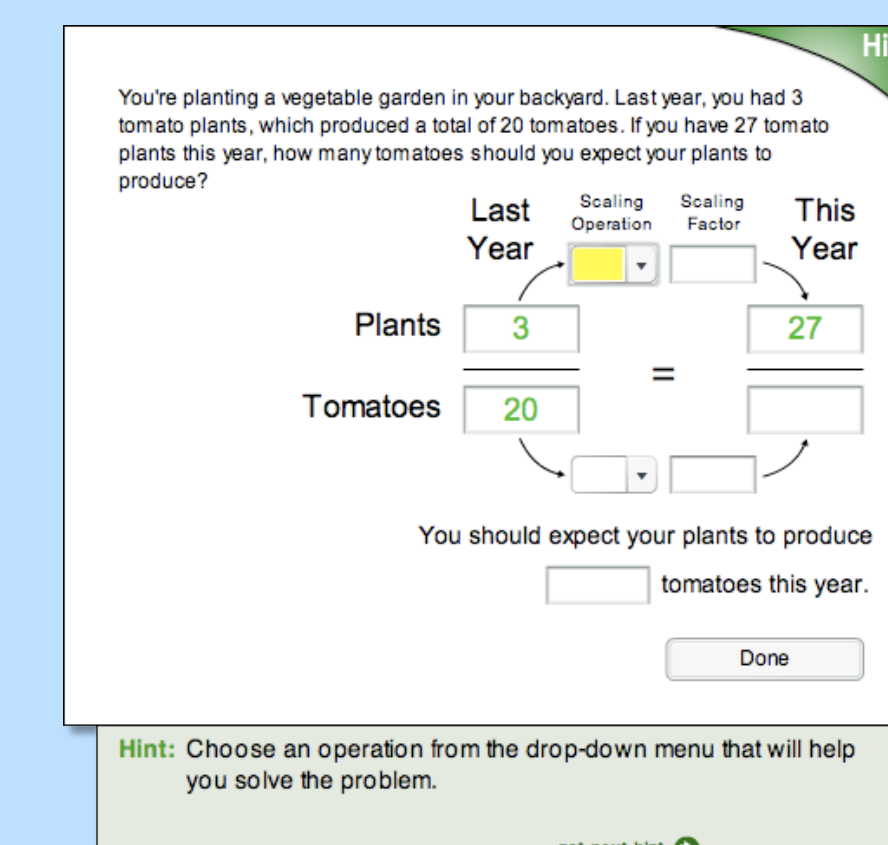 Hi
You're planting a vegetable garden in your backyard. Last year, you had 3
tomato plants, which produced a total of 20 tomatoes. If you have 27 tomato
plants this year, how many tomatoes should you expect your plants to
produce?
Last Year
Scaling Operation
Scaling Factor
This Year
Plants 3 27
=
Tomatoes 20
You should expect your plants to produce
tomatoes this year.
Done
Hint: Choose an operation from the drop-down menu that will help
you solve the problem.
get next hint